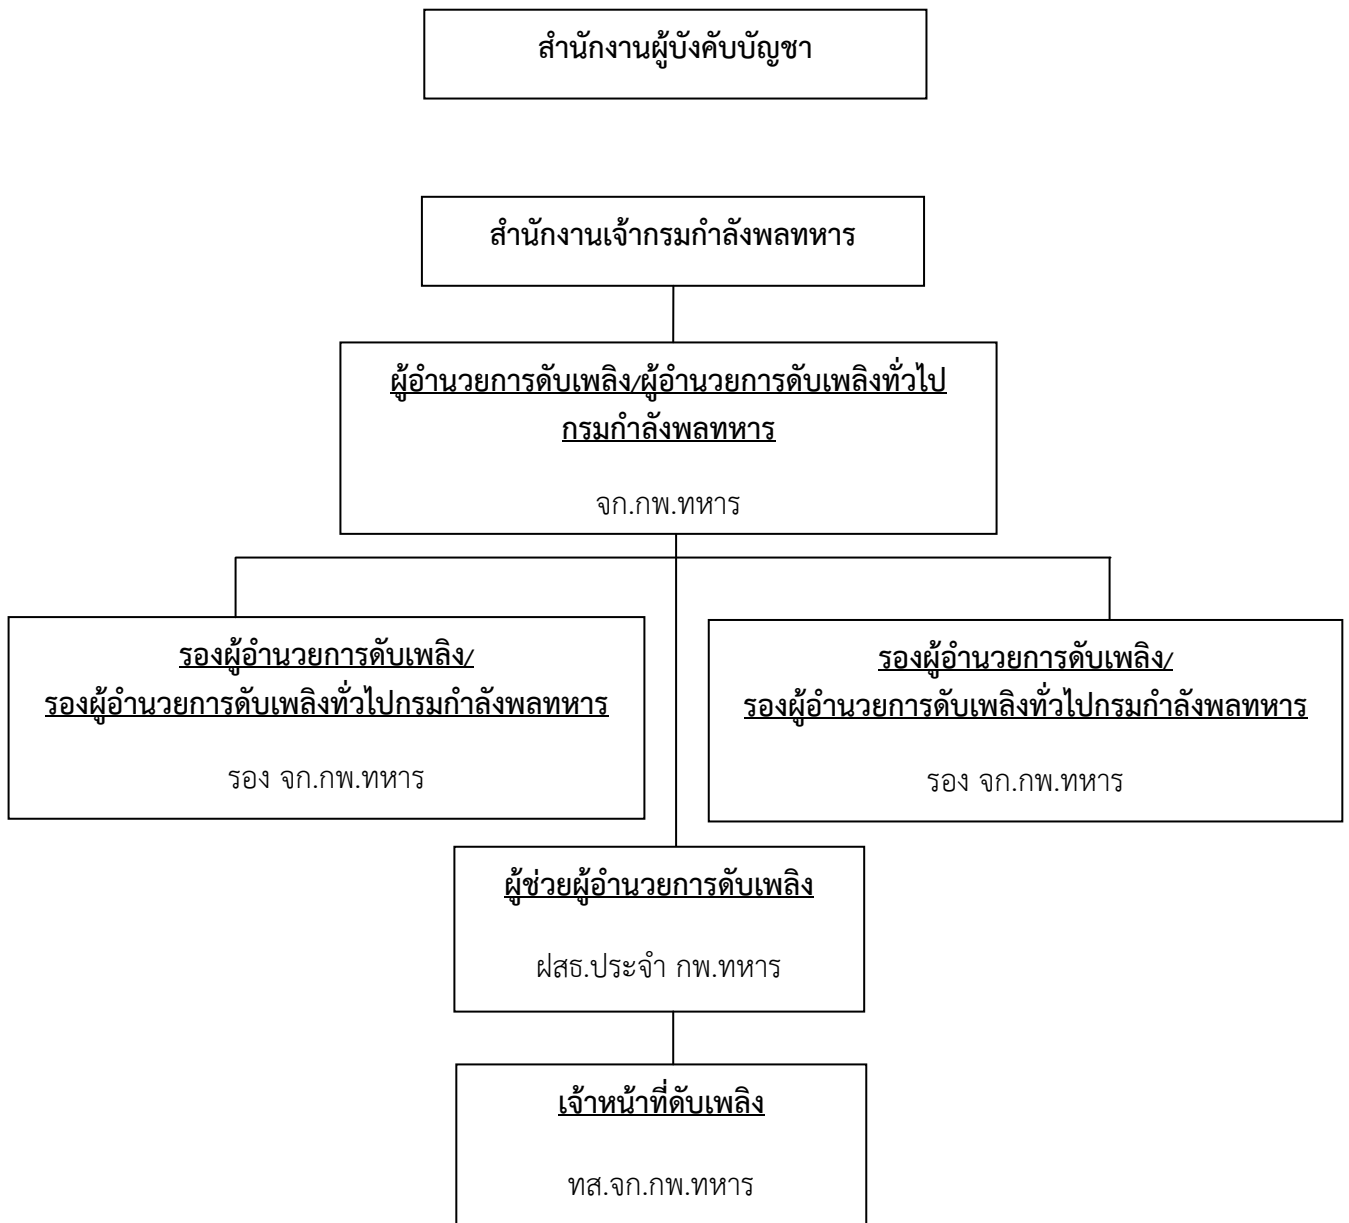 สำนักงานผู้บังคับบัญชา
สำนักงานเจ้ากรมกำลังพลทหาร
ผู้อำนวยการดับเพลิง/ผู้อำนวยการดับเพลิงทั่วไป
กรมกำลังพลทหาร
จก.กพ.ทหาร
รองผู้อำนวยการดับเพลิง/
รองผู้อำนวยการดับเพลิงทั่วไปกรมกำลังพลทหาร
รอง จก.กพ.ทหาร
รองผู้อำนวยการดับเพลิง/
รองผู้อำนวยการดับเพลิงทั่วไปกรมกำลังพลทหาร
รอง จก.กพ.ทหาร
ผู้ช่วยผู้อำนวยการดับเพลิง
ฝสธ.ประจำ กพ.ทหาร
เจ้าหน้าที่ดับเพลิง
ทส.จก.กพ.ทหาร